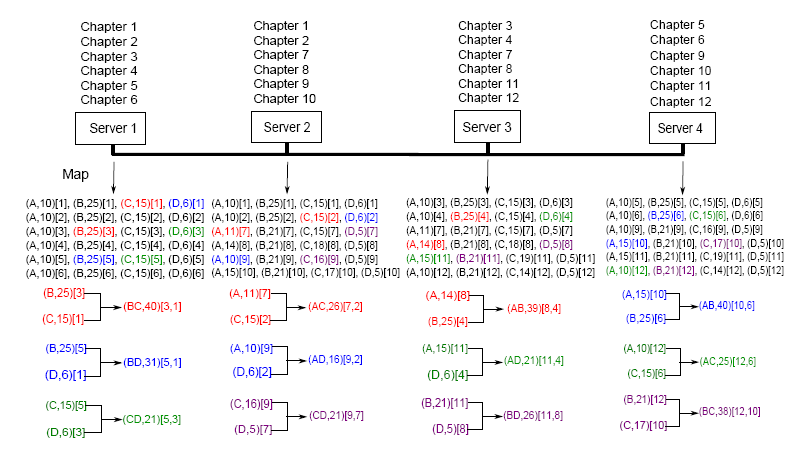 Chapter 1
Chapter 2
Chapter 3
Chapter 4
Chapter 5
Chapter 6
Chapter 1
Chapter 2
Chapter 7
Chapter 8
Chapter 9
Chapter 10
Chapter 3
Chapter 4
Chapter 7
Chapter 8
Chapter 11
Chapter 12
Chapter 5
Chapter 6
Chapter 9
Chapter 10
Chapter 11
Chapter 12
Server 1
Server 2
Server 3
Server 4
Map
(A,10)[1], (B,25)[1], (C,15)[1], (D,6)[1]
(A,10)[2], (B,25)[2], (C,15)[2], (D,6)[2]
(A,10)[3], (B,25)[3], (C,15)[3], (D,6)[3]
(A,10)[4], (B,25)[4], (C,15)[4], (D,6)[4]
(A,10)[5], (B,25)[5], (C,15)[5], (D,6)[5]
(A,10)[6], (B,25)[6], (C,15)[6], (D,6)[6]
(A,10)[1], (B,25)[1], (C,15)[1], (D,6)[1]
(A,10)[2], (B,25)[2], (C,15)[2], (D,6)[2]
(A,11)[7], (B,21)[7], (C,15)[7], (D,5)[7]
(A,14)[8], (B,21)[8], (C,18)[8], (D,5)[8]
(A,10)[9], (B,21)[9], (C,16)[9], (D,5)[9]
(A,15)[10], (B,21)[10], (C,17)[10], (D,5)[10]
(A,10)[3], (B,25)[3], (C,15)[3], (D,6)[3]
(A,10)[4], (B,25)[4], (C,15)[4], (D,6)[4]
(A,11)[7], (B,21)[7], (C,15)[7], (D,5)[7]
(A,14)[8], (B,21)[8], (C,18)[8], (D,5)[8]
(A,15)[11], (B,21)[11], (C,19)[11], (D,5)[11]
(A,10)[12], (B,21)[12], (C,14)[12], (D,5)[12]
(A,10)[5], (B,25)[5], (C,15)[5], (D,6)[5]
(A,10)[6], (B,25)[6], (C,15)[6], (D,6)[6]
(A,10)[9], (B,21)[9], (C,16)[9], (D,5)[9]
(A,15)[10], (B,21)[10], (C,17)[10], (D,5)[10]
(A,15)[11], (B,21)[11], (C,19)[11], (D,5)[11]
(A,10)[12], (B,21)[12], (C,14)[12], (D,5)[12]
(B,25)[3]
(C,15)[1]
(BC,40)[3,1]
(B,25)[5]
(D,6)[1]
(BD,31)[5,1]
(C,15)[5]
(D,6)[3]
(CD,21)[5,3]
(A,11)[7]
(C,15)[2]
(AC,26)[7,2]
(A,10)[9]
(D,6)[2]
(AD,16)[9,2]
(C,16)[9]
(D,5)[7]
(CD,21)[9,7]
(A,14)[8]
(B,25)[4]
(AB,39)[8,4]
(A,15)[11]
(D,6)[4]
(AD,21)[11,4]
(B,21)[11]
(D,5)[8]
(BD,26)[11,8]
(A,15)[10]
(B,25)[6]
(AB,40)[10,6]
(A,10)[12]
(C,15)[6]
(AC,25)[12,6]
(B,21)[12]
(C,17)[10]
(BC,38)[12,10]